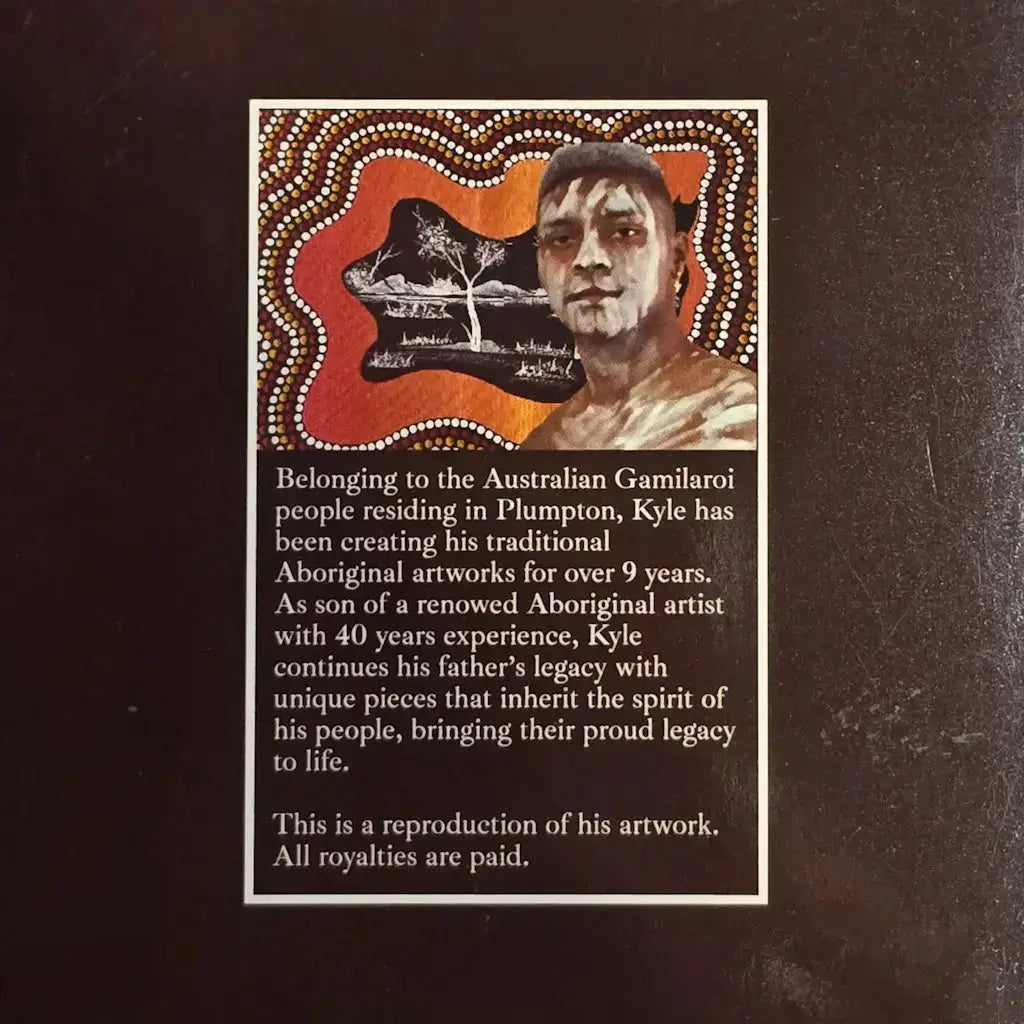 Belonging to the Australian Gamilaroi
people residing in Plumpton, Kyle has
been creating his traditional
Aboriginal artworks for over 9 years.
As son of a renowed Aboriginal artist
with 40 years experience, Kyle
continues his father’s legacy with
unique pieces that inherit the spirit of
his people, bringing their proud legacy
to life.
This is a reproduction of his artwork.
All royalties are paid.